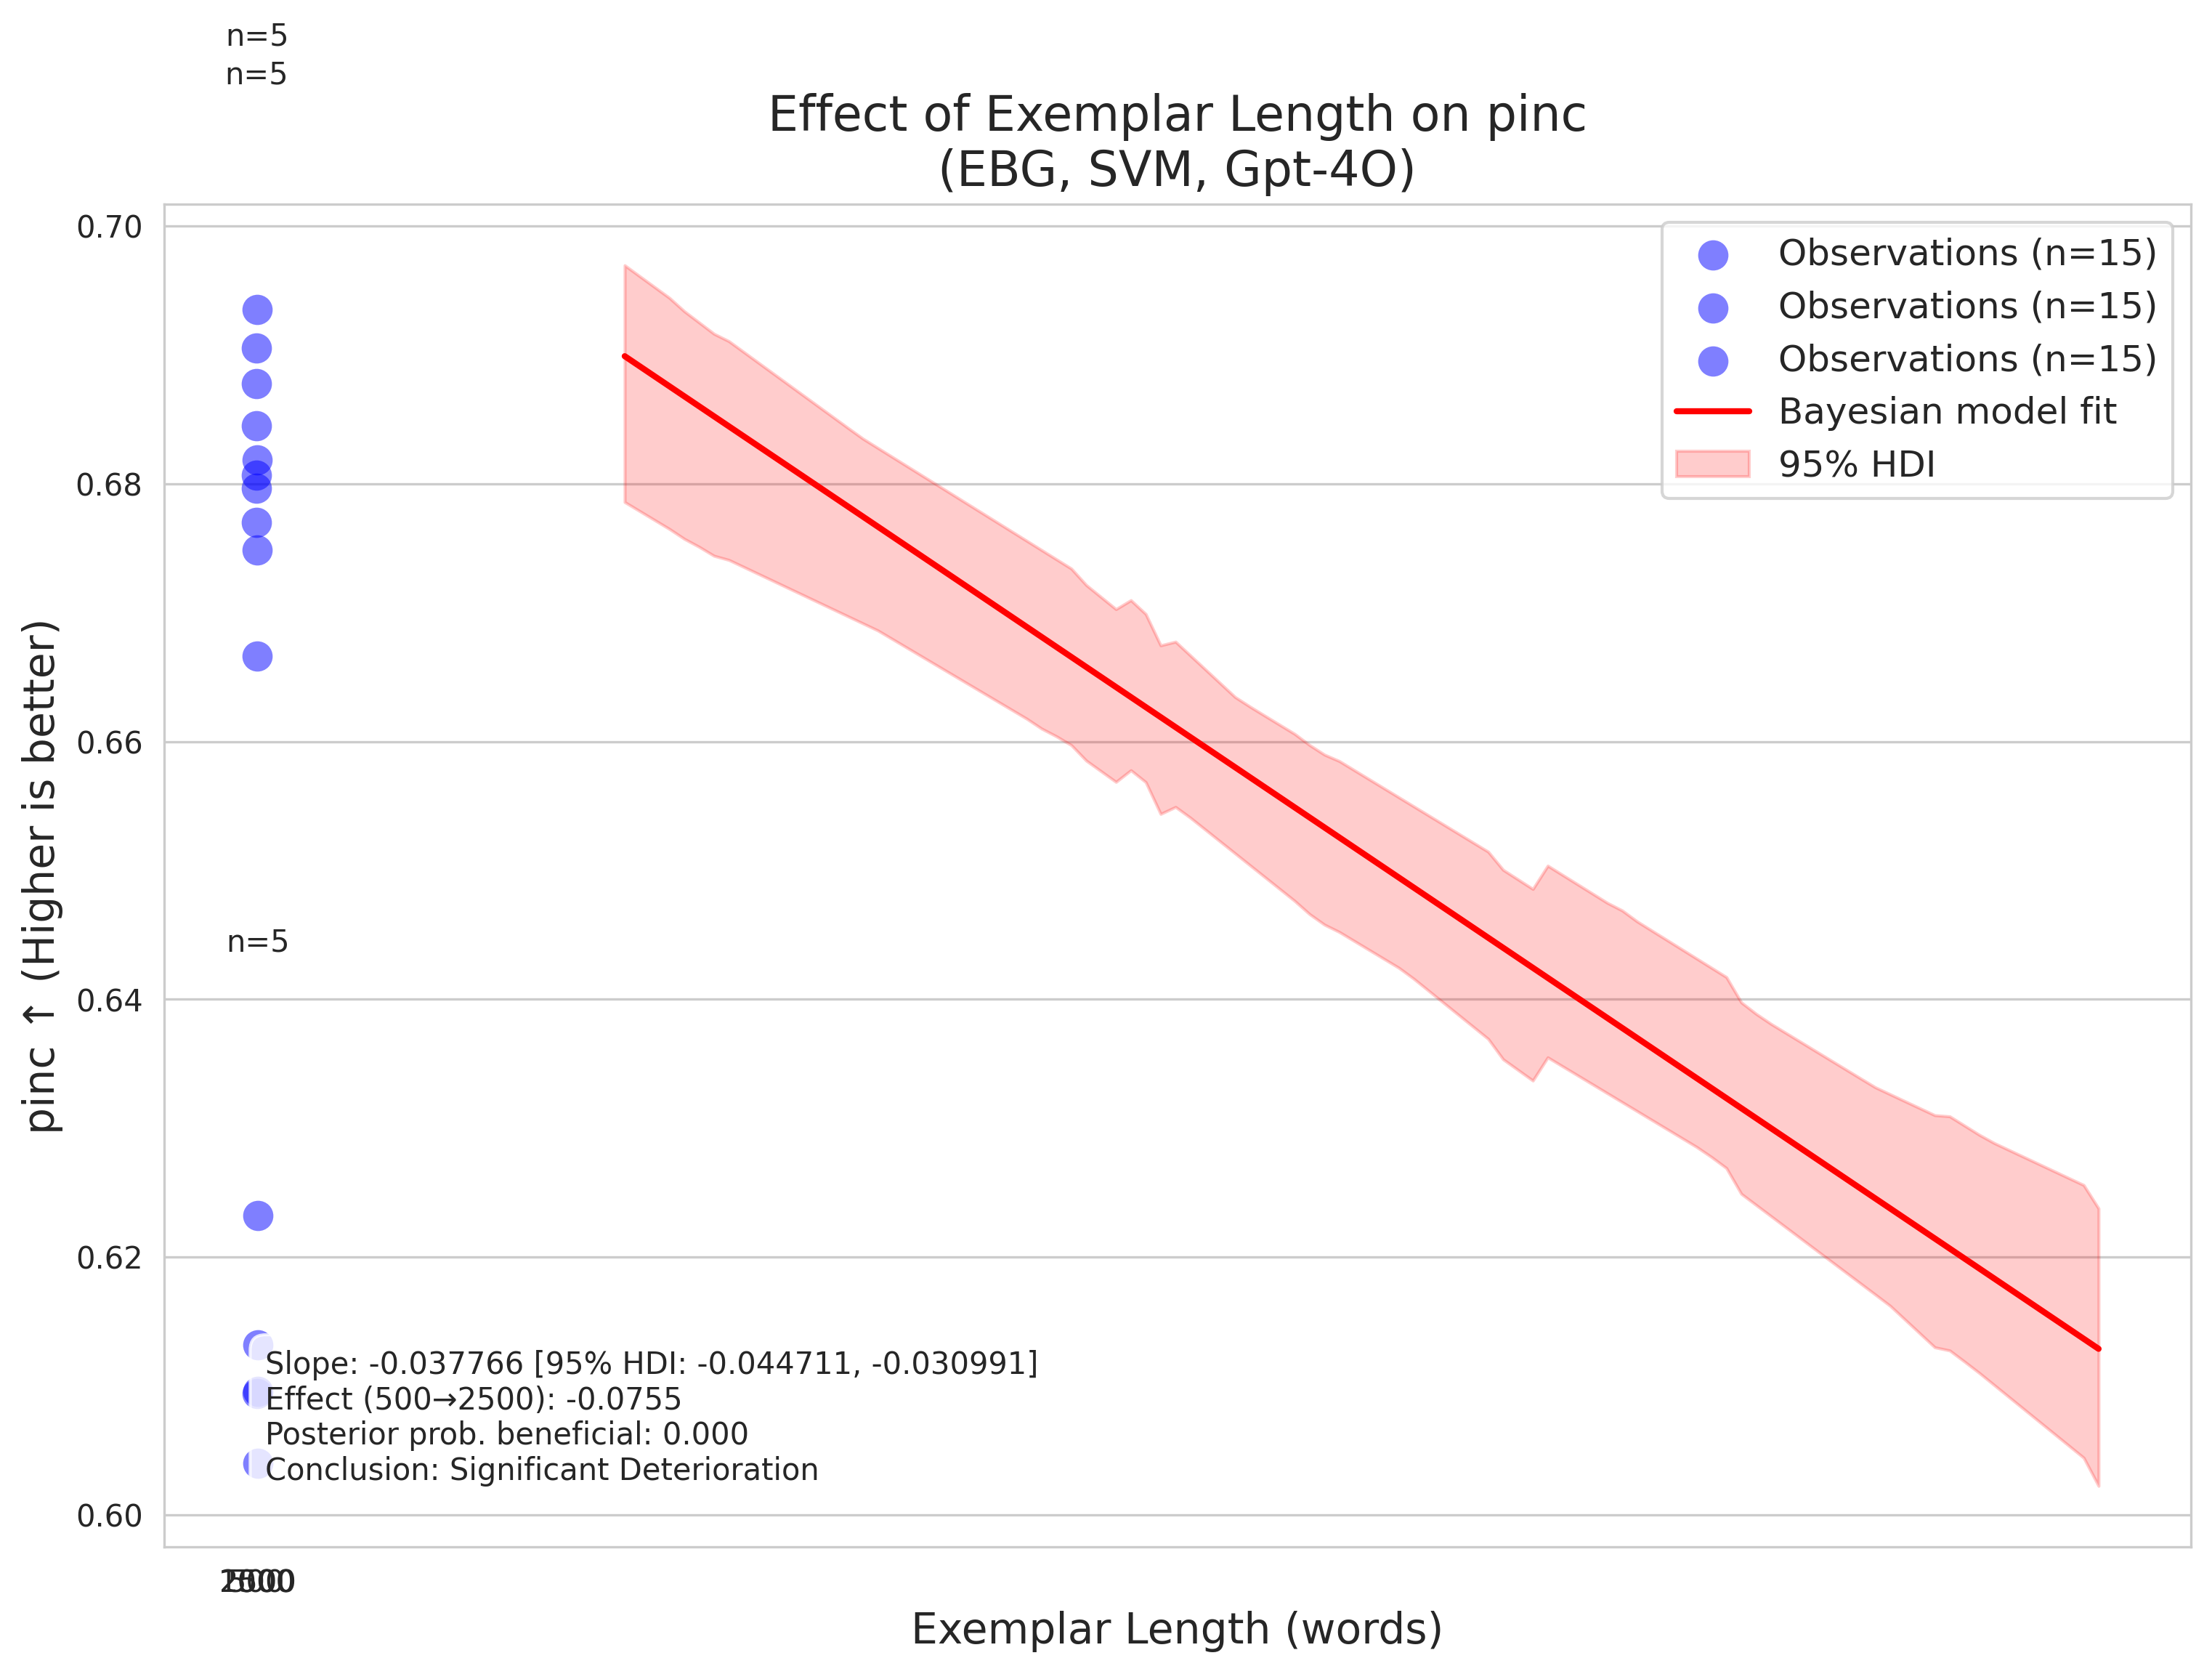 n=5
n=5
Effect of Exemplar Length on pinc
(EBG, SVM, Gpt-4O)
0.70
0.68
0.66
0.64
0.62
0.60
pinc ↑ (Higher is better)
Observations (n=15)
Observations (n=15)
Observations (n=15)
Bayesian model fit
95% HDI
n=5
Slope: -0.037766 [95% HDI: -0.044711, -0.030991]
Effect (500→2500): -0.0755
Posterior prob. beneficial: 0.000
Conclusion: Significant Deterioration
Exemplar Length (words)